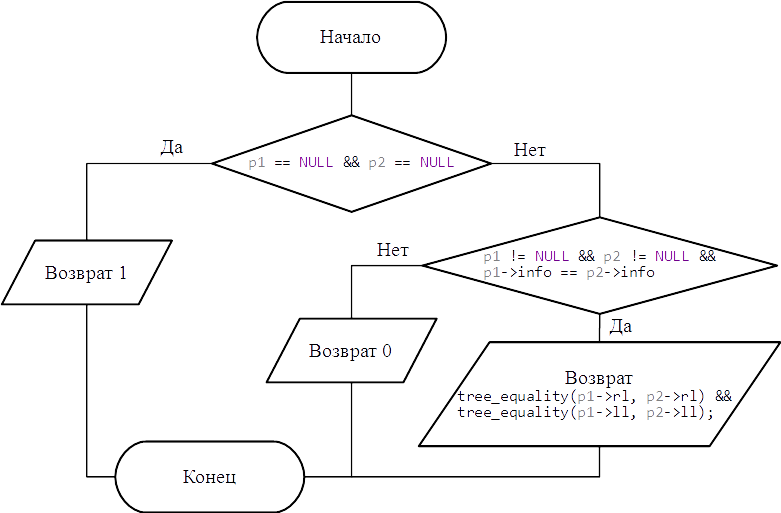 Начало
Да
p1 == NULL && p2 == NULL
Нет
Возврат 1
Нет
p1 != NULL && p2 != NULL &&
p1->info == p2->info
Да
Возврат 0
Возврат
tree_equality(p1->rl, p2->rl) &&
tree_equality(p1->ll, p2->ll);
Конец